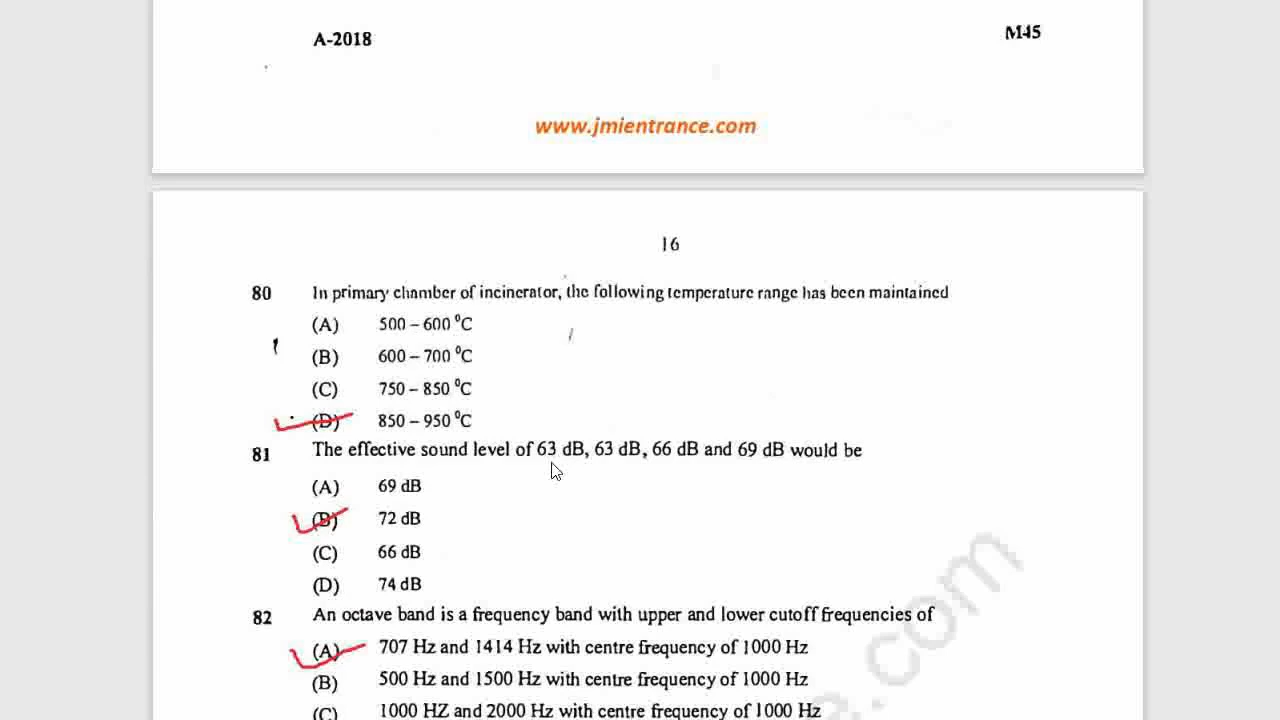 A-2018
M45
www.jmientrance.com
16
80 In primary chamber of incinerator, the following temperature range has been maintained
(A) 500 – 600 ⁰C
(B) 600 – 700 ⁰C
(C) 750 – 850 ⁰C
(D) 850 – 950 ⁰C
81 The effective sound level of 63 dB, 63 dB, 66 dB and 69 dB would be
(A) 69 dB
(B) 72 dB
(C) 66 dB
(D) 74 dB
82 An octave band is a frequency band with upper and lower cutoff frequencies of
(A) 707 Hz and 1414 Hz with centre frequency of 1000 Hz
(B) 500 Hz and 1500 Hz with centre frequency of 1000 Hz
(C) 1000 HZ and 2000 Hz with centre frequency of 1000 Hz
a.com